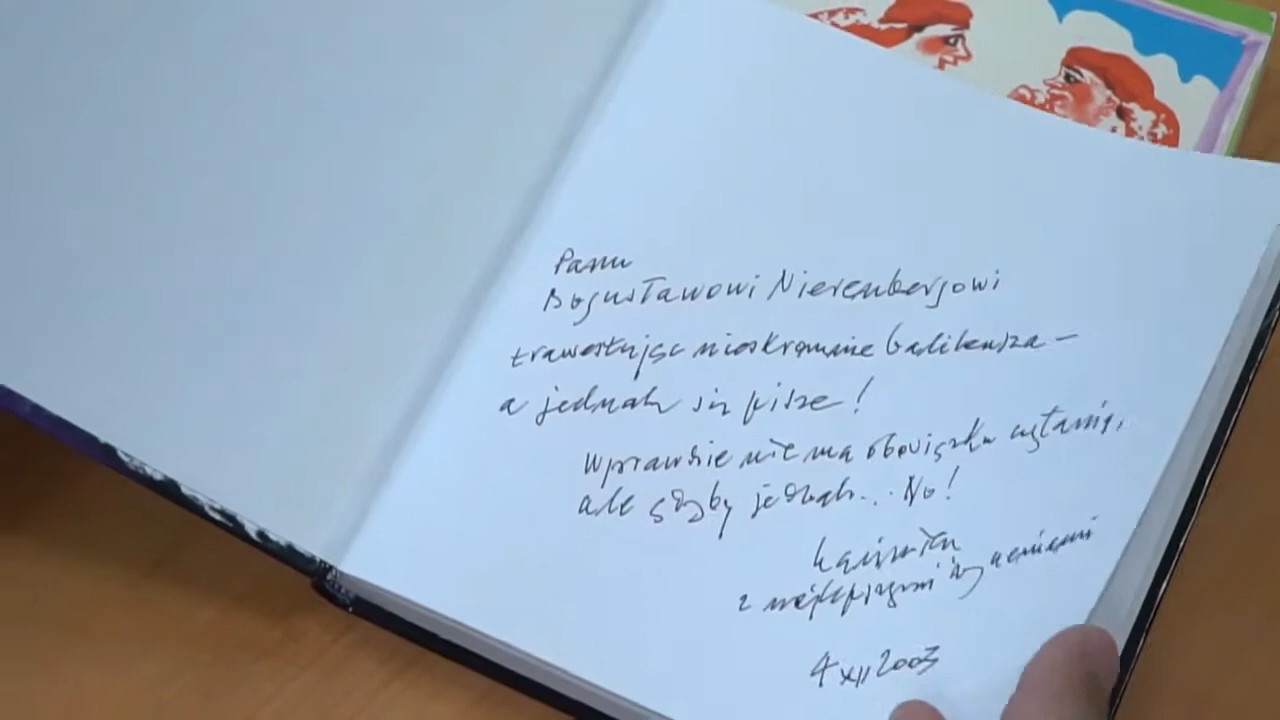 Panu
Bogusławowi Nierenbergowi
trawestując nieskromnie Galileusza –
a jednak się pisze!
Wprawdzie nie ma obowiązku czytania,
ale gdyby jednak... No!
z najlepszymi życzeniami
4 XII 2003